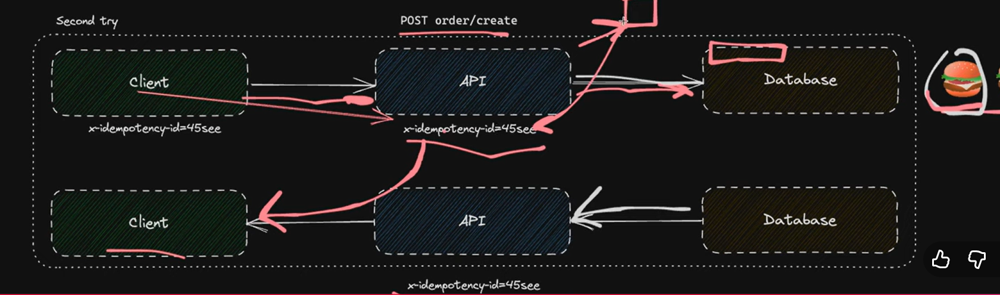 Second try
POST order/create
Client
API
Database
x-idempotency-id=45see
x-idempotency-id=45see
Client
API
Database
x-idempotency-id=45see